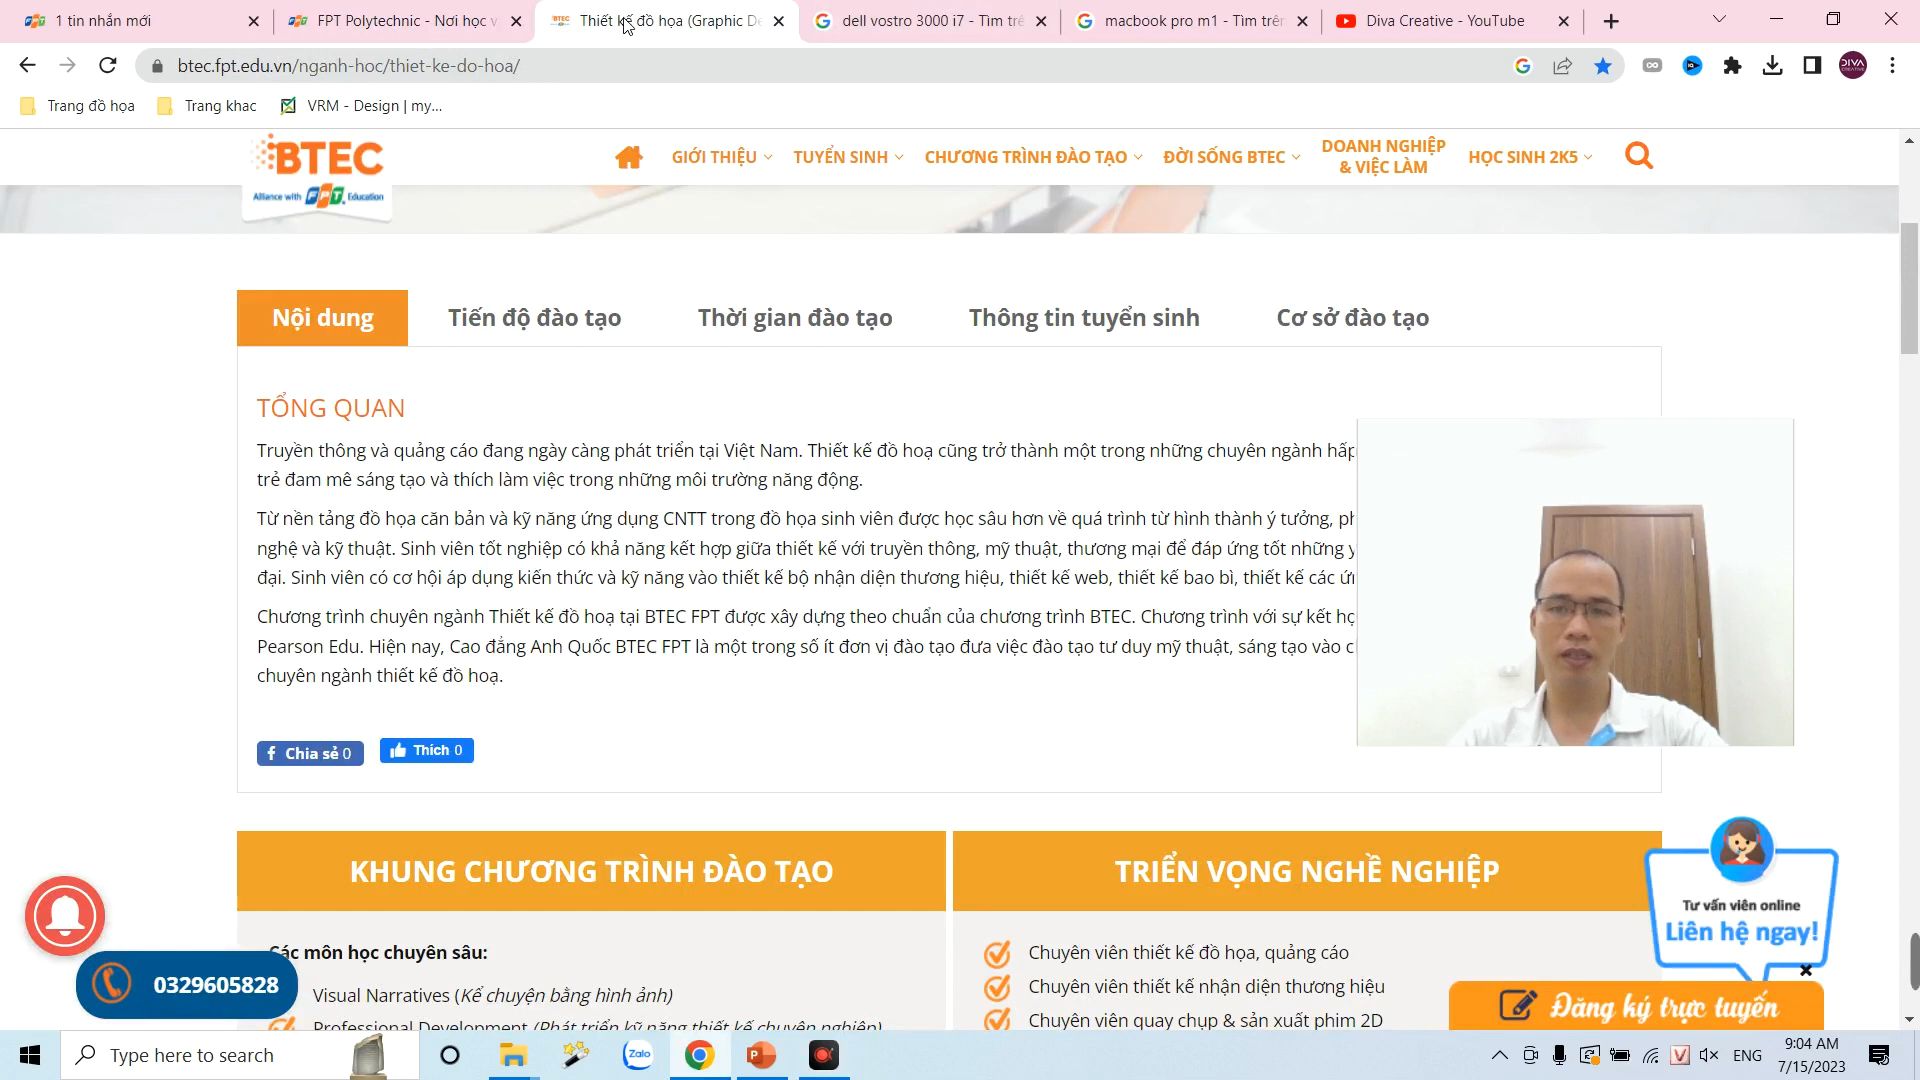 1 tin nhắn mới
FPT Polytechnic - Nơi học v
Thiết kế đồ họa (Graphic De
dell vostro 3000 i7 - Tìm trê
macbook pro m1 - Tìm trên
Diva Creative - YouTube
btec.fpt.edu.vn/nganh-hoc/thiet-ke-do-hoa/
Trang đồ họa
Trang khac
VRM - Design | my...
BTEC
Alliance with FPT Education
GIỚI THIỆU
TUYỂN SINH
CHƯƠNG TRÌNH ĐÀO TẠO
ĐỜI SỐNG BTEC
DOANH NGHIỆP
& VIỆC LÀM
HỌC SINH 2K5
Nội dung
Tiến độ đào tạo
Thời gian đào tạo
Thông tin tuyển sinh
Cơ sở đào tạo
TỔNG QUAN
Truyền thông và quảng cáo đang ngày càng phát triển tại Việt Nam. Thiết kế đồ hoạ cũng trở thành một trong những chuyên ngành hấp
trẻ đam mê sáng tạo và thích làm việc trong những môi trường năng động.
Từ nền tảng đồ họa căn bản và kỹ năng ứng dụng CNTT trong đồ họa sinh viên được học sâu hơn về quá trình từ hình thành ý tưởng, ph
nghệ và kỹ thuật. Sinh viên tốt nghiệp có khả năng kết hợp giữa thiết kế với truyền thông, mỹ thuật, thương mại để đáp ứng tốt những y
đại. Sinh viên có cơ hội áp dụng kiến thức và kỹ năng vào thiết kế bộ nhận diện thương hiệu, thiết kế web, thiết kế bao bì, thiết kế các ứn
Chương trình chuyên ngành Thiết kế đồ hoạ tại BTEC FPT được xây dựng theo chuẩn của chương trình BTEC. Chương trình với sự kết hợ
Pearson Edu. Hiện nay, Cao đẳng Anh Quốc BTEC FPT là một trong số ít đơn vị đào tạo đưa việc đào tạo tư duy mỹ thuật, sáng tạo vào c
chuyên ngành thiết kế đồ hoạ.
Chia sẻ 0
Thích 0
KHUNG CHƯƠNG TRÌNH ĐÀO TẠO
TRIỂN VỌNG NGHỀ NGHIỆP
Các môn học chuyên sâu:
Visual Narratives (Kể chuyện bằng hình ảnh)
Professional Development (Phát triển kỹ năng thiết kế chuyên nghiệp)
Chuyên viên thiết kế đồ họa, quảng cáo
Chuyên viên thiết kế nhận diện thương hiệu
Chuyên viên quay chụp & sản xuất phim 2D
0329605828
Tư vấn viên online
Liên hệ ngay!
Đăng ký trực tuyến
Type here to search
Zalo
ENG
9:04 AM
7/15/2023